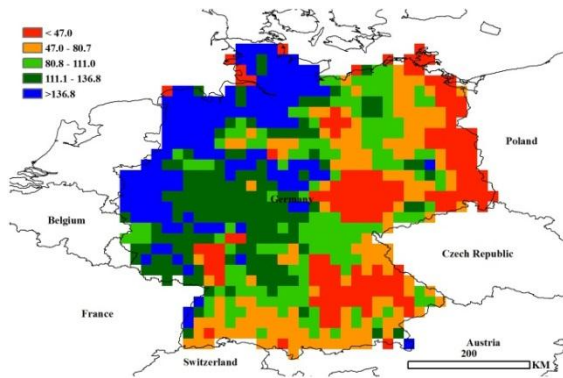 < 47.0
47.0 - 80.7
80.8 - 111.0
111.1 - 136.8
>136.8
Poland
Germany
Belgium
Czech Republic
France
Austria
200
Switzerland
KM